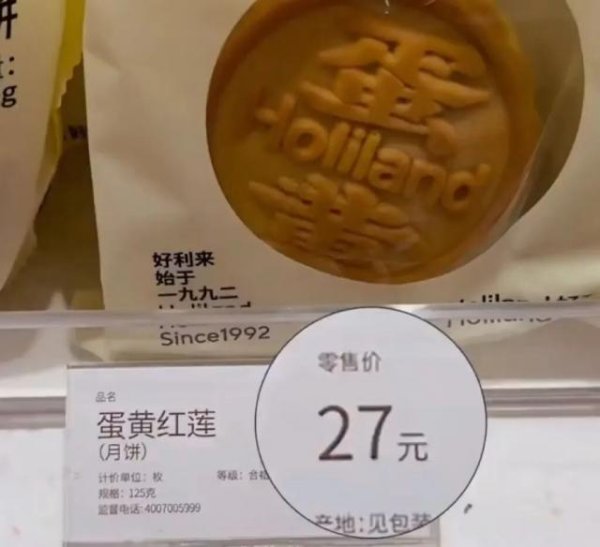 蛋
Holiland
黄
好利来
始于
一九九二
Since1992
品名
蛋黄红莲
(月饼)
计价单位：枚
等级：合格
规格：125克
监督电话:4007005999
零售价
27元
产地:见包装